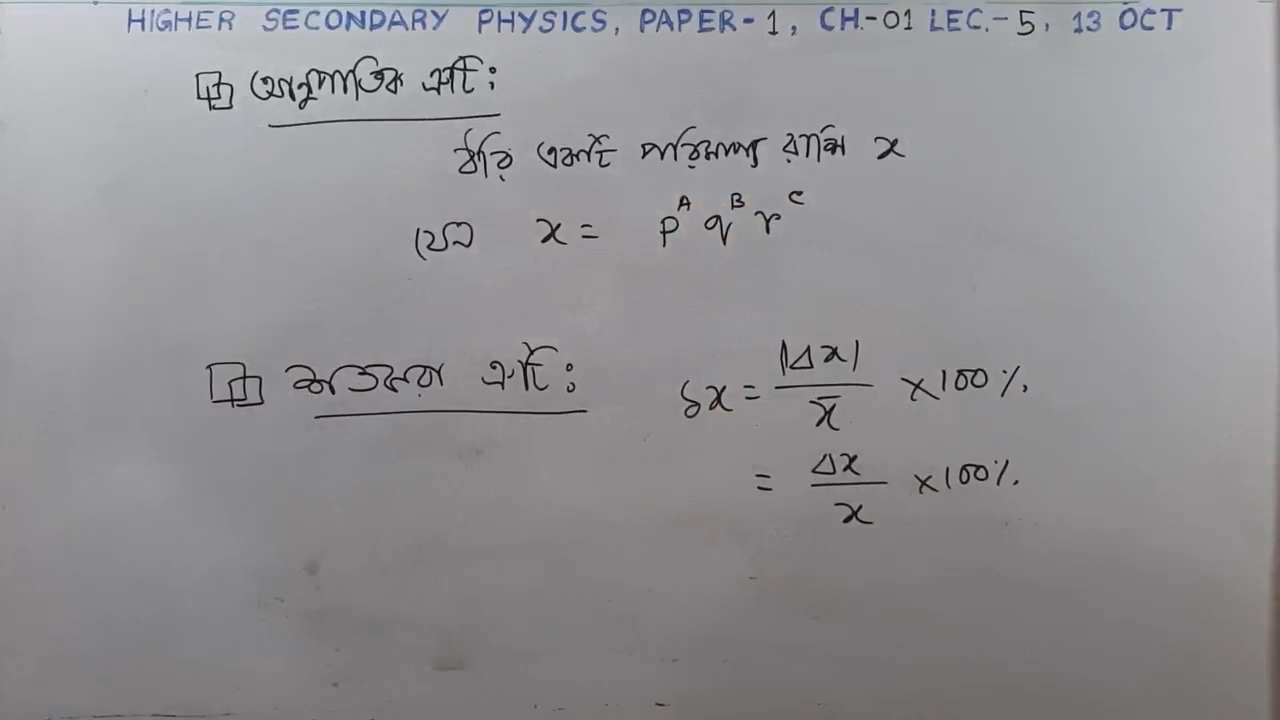 HIGHER SECONDARY PHYSICS, PAPER-1, CH.-01 LEC.-5, 13 OCT
আনুপাতিক ত্রুটি:
ধরি একটি পরিমাপ্য রাশি x
যেন x = p^A q^B r^C
শতকরা ত্রুটি: δx = |Δx| / x̄ ×100%
= Δx / x ×100%